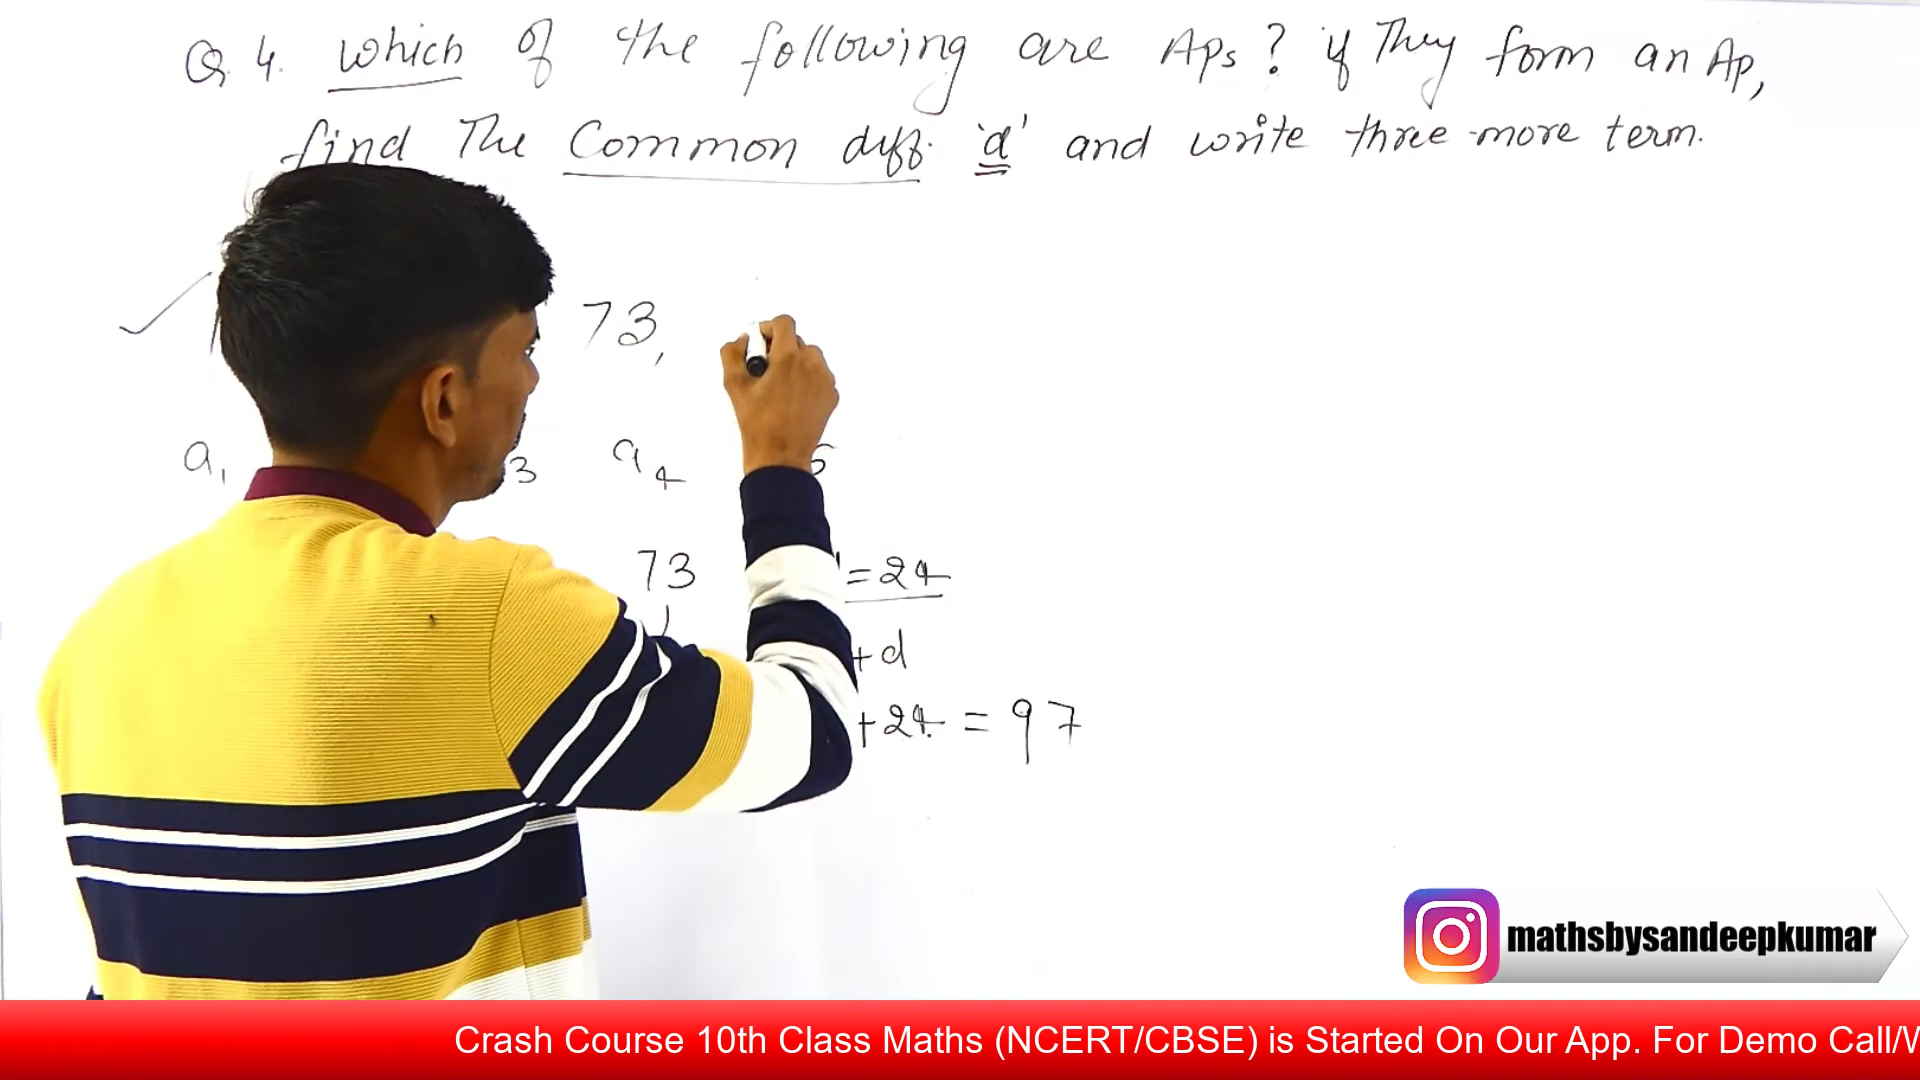 Q. 4. which of the following are APs? if They form an Ap,
find The Common diff. 'd' and write three more term.
73,
a1 3 a4 5
73 = 24
+ d
+ 24 = 97
mathsbysandeepkumar
Crash Course 10th Class Maths (NCERT/CBSE) is Started On Our App. For Demo Call/